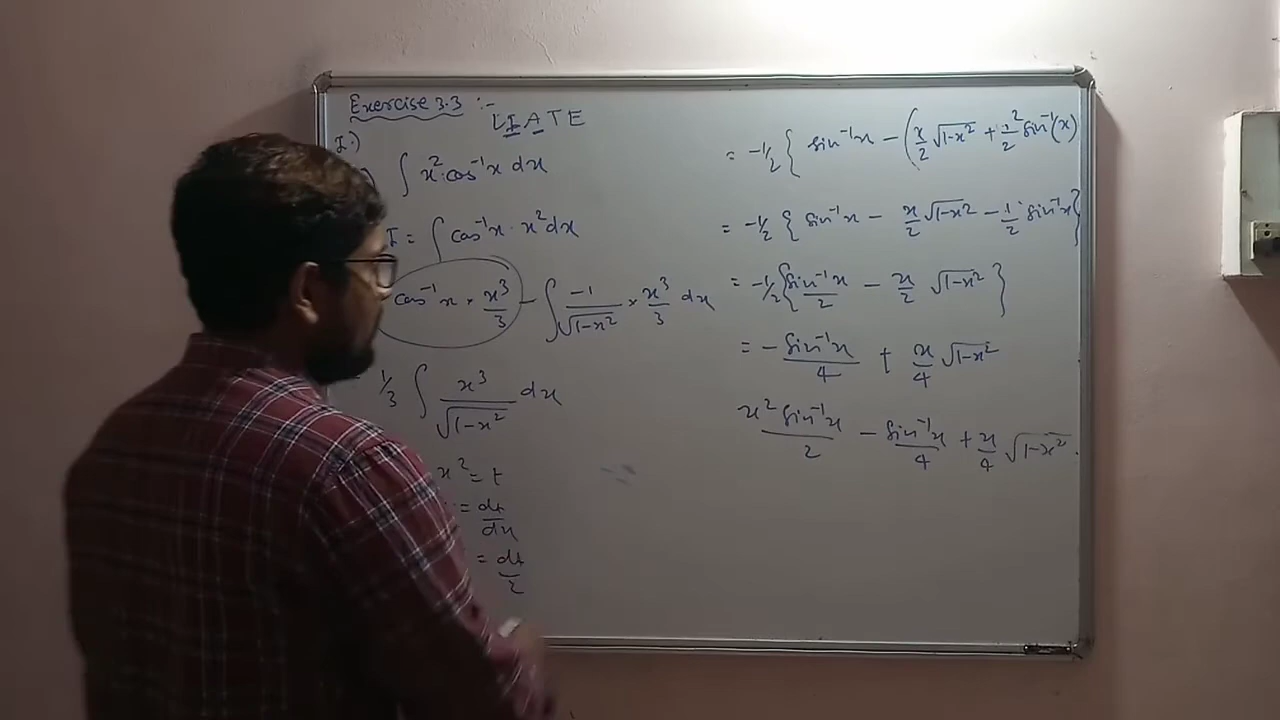 Exercise 3.3 :-
LIATE
I.)
∫ x² cos⁻¹x dx
I = ∫ cos⁻¹x · x² dx
cos⁻¹x × x³/3 − ∫ −1/√(1−x²) × x³/3 dx
1/3 ∫ x³/√(1−x²) dx
x² = t
= dt/dx
= dt/2
= −1/2 { sin⁻¹x − ( x/2 √(1−x²) + 1²/2 sin⁻¹(x)
= −1/2 { sin⁻¹x − x/2 √(1−x²) − 1/2 sin⁻¹x }
= −1/2 { sin⁻¹x/2 − x/2 √(1−x²) }
= − sin⁻¹x/4 + x/4 √(1−x²)
x² sin⁻¹x/2 − sin⁻¹x/4 + x/4 √(1−x²).